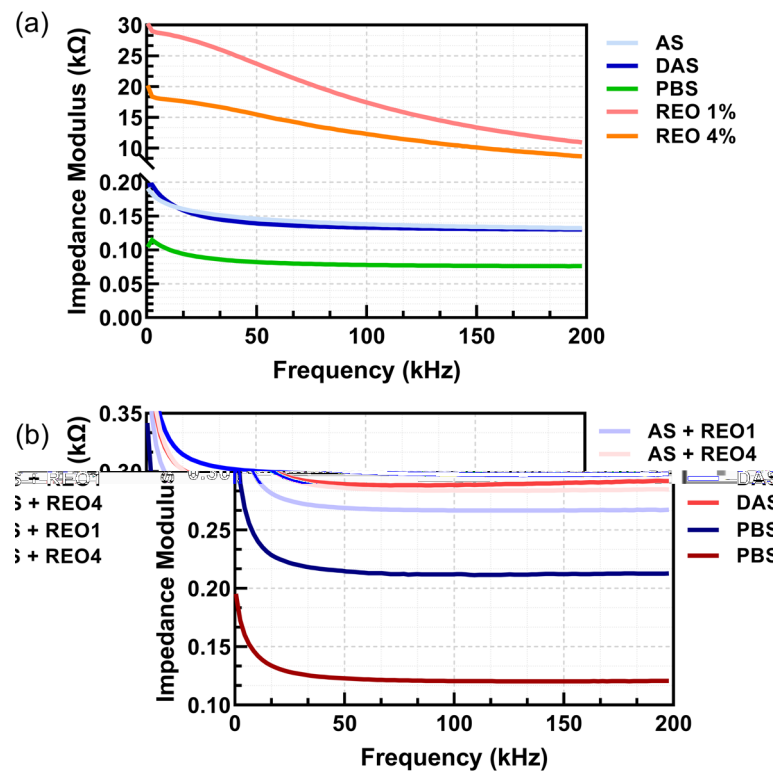 (a)
30
25
20
15
10
0.20
0.15
0.10
0.05
0.00
Impedance Modulus (kΩ)
0 50 100 150 200
Frequency (kHz)
AS
DAS
PBS
REO 1%
REO 4%
(b)
0.35
(kΩ)
AS + REO1
AS + REO4
S + REO4
S + REO1
S + REO4
DAS
PBS
PBS
Impedance Modulus
0.25
0.20
0.15
0.10
0 50 100 150 200
Frequency (kHz)